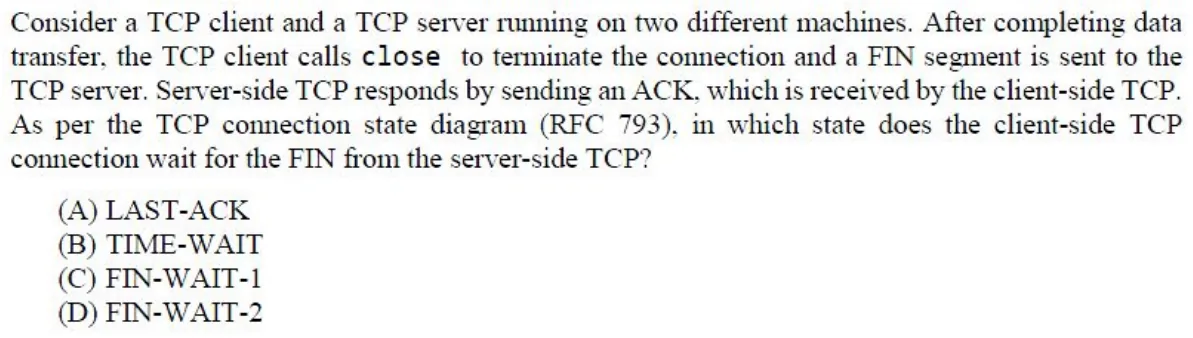 Consider a TCP client and a TCP server running on two different machines. After completing data
transfer, the TCP client calls close to terminate the connection and a FIN segment is sent to the
TCP server. Server-side TCP responds by sending an ACK, which is received by the client-side TCP.
As per the TCP connection state diagram (RFC 793), in which state does the client-side TCP
connection wait for the FIN from the server-side TCP?
(A) LAST-ACK
(B) TIME-WAIT
(C) FIN-WAIT-1
(D) FIN-WAIT-2